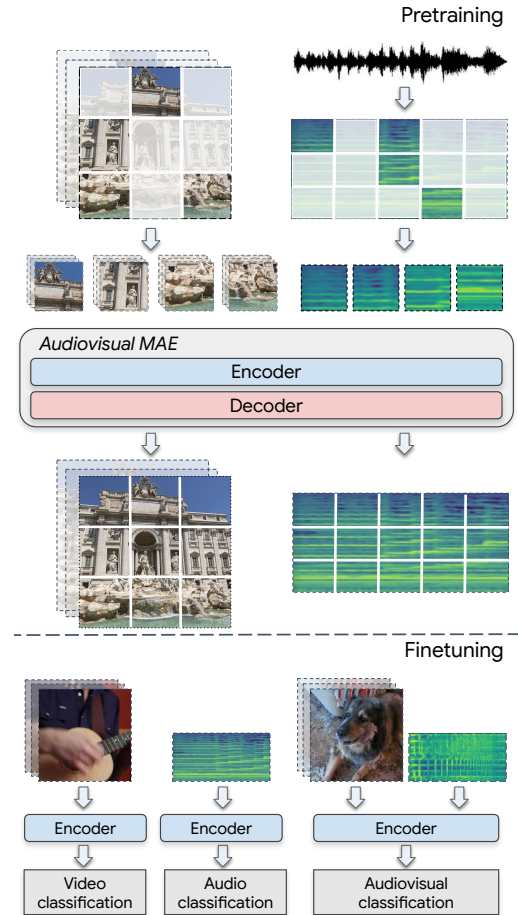 Pretraining
Audiovisual MAE
Encoder
Decoder
Finetuning
Encoder
Encoder
Encoder
Video
classification
Audio
classification
Audiovisual
classification